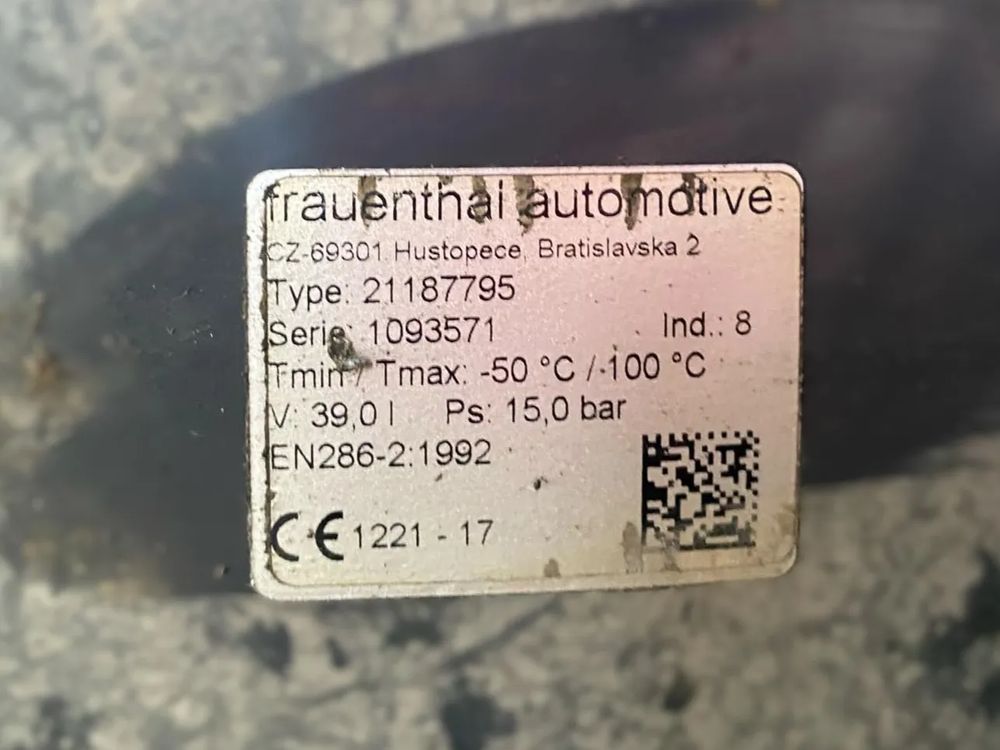 frauenthal automotive
CZ-69301 Hustopece, Bratislavska 2
Type: 21187795
Serie: 1093571 Ind.: 8
Tmin / Tmax: -50 °C / -100 °C
V: 39,0 l Ps: 15,0 bar
EN286-2:1992
CE 1221 - 17